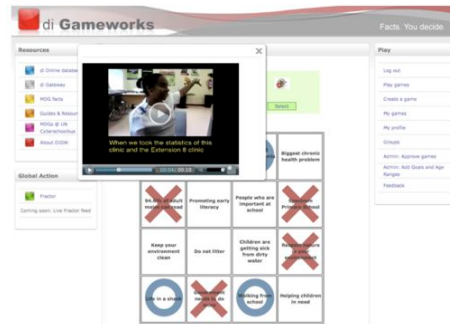 di Gameworks
Facts. You decide
Resources
di Online databa
di Gateway
MDG facts
Guides & Resour
MDGs @ UN
Cyberschoolbus
About DIGW
Global Action
Fractor
Coming soon: Live Fractor feed
When we took the statistics of this
clinic and the Extension 8 clinic
Select
Biggest chronic
health problem
Promoting early
literacy
People who are
important at
school
Keep your
environment
clean
Do not litter
Children are
getting sick
from dirty
water
Life in a shack
Working from
school
Helping children
in need
Play
Log out
Play games
Create a game
My games
My profile
Groups
Admin: Approve games
Admin: Add Goals and Age
Ranges
Feedback